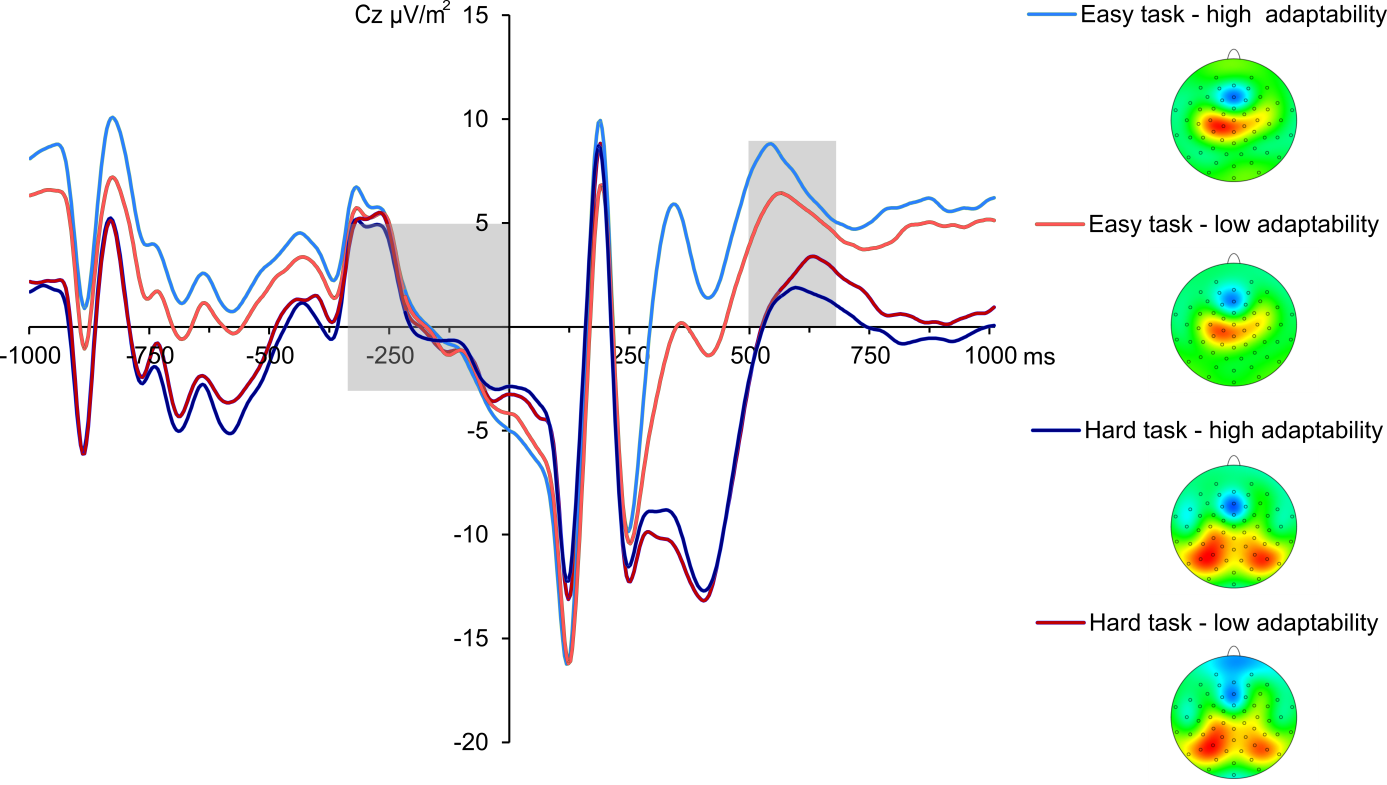 Cz µV/m²
15
10
5
-5
-10
-15
-20
-1000 -750 -500 -250 250 500 750 1000 ms
Easy task - high adaptability
Easy task - low adaptability
Hard task - high adaptability
Hard task - low adaptability